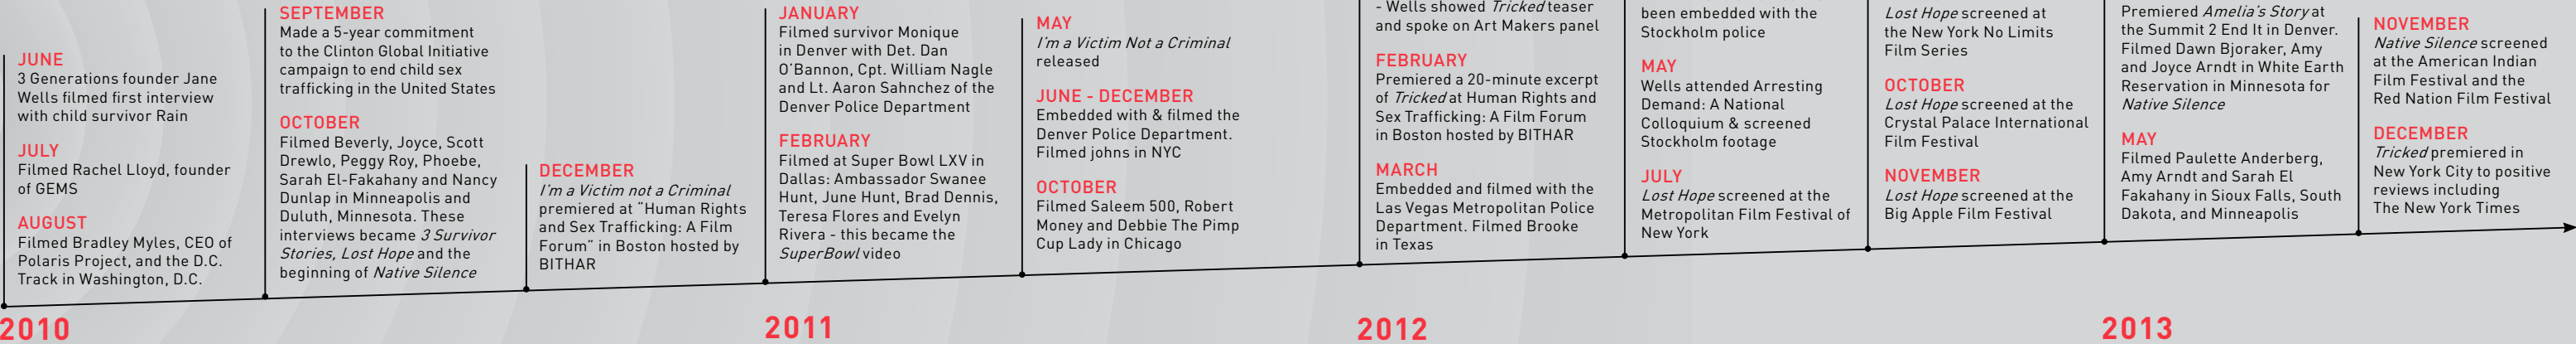 JUNE
3 Generations founder Jane
Wells filmed first interview
with child survivor Rain
JULY
Filmed Rachel Lloyd, founder
of GEMS
AUGUST
Filmed Bradley Myles, CEO of
Polaris Project, and the D.C.
Track in Washington, D.C.
SEPTEMBER
Made a 5-year commitment
to the Clinton Global Initiative
campaign to end child sex
trafficking in the United States
OCTOBER
Filmed Beverly, Joyce, Scott
Drewlo, Peggy Roy, Phoebe,
Sarah El-Fakahany and Nancy
Dunlap in Minneapolis and
Duluth, Minnesota. These
interviews became 3 Survivor
Stories, Lost Hope and the
beginning of Native Silence
DECEMBER
I'm a Victim not a Criminal
premiered at “Human Rights
and Sex Trafficking: A Film
Forum” in Boston hosted by
BITHAR
JANUARY
Filmed survivor Monique
in Denver with Det. Dan
O'Bannon, Cpt. William Nagle
and Lt. Aaron Sahnchez of the
Denver Police Department
FEBRUARY
Filmed at Super Bowl LXV in
Dallas: Ambassador Swanee
Hunt, June Hunt, Brad Dennis,
Teresa Flores and Evelyn
Rivera - this became the
SuperBowl video
MAY
I'm a Victim Not a Criminal
released
JUNE - DECEMBER
Embedded with & filmed the
Denver Police Department.
Filmed johns in NYC
OCTOBER
Filmed Saleem 500, Robert
Money and Debbie The Pimp
Cup Lady in Chicago
- Wells showed Tricked teaser
and spoke on Art Makers panel
FEBRUARY
Premiered a 20-minute excerpt
of Tricked at Human Rights and
Sex Trafficking: A Film Forum
in Boston hosted by BITHAR
MARCH
Embedded and filmed with the
Las Vegas Metropolitan Police
Department. Filmed Brooke
in Texas
been embedded with the
Stockholm police
MAY
Wells attended Arresting
Demand: A National
Colloquium & screened
Stockholm footage
JULY
Lost Hope screened at the
Metropolitan Film Festival of
New York
Lost Hope screened at
the New York No Limits
Film Series
OCTOBER
Lost Hope screened at the
Crystal Palace International
Film Festival
NOVEMBER
Lost Hope screened at the
Big Apple Film Festival
Premiered Amelia's Story at
the Summit 2 End It in Denver.
Filmed Dawn Bjoraker, Amy
and Joyce Arndt in White Earth
Reservation in Minnesota for
Native Silence
MAY
Filmed Paulette Anderberg,
Amy Arndt and Sarah El
Fakahany in Sioux Falls, South
Dakota, and Minneapolis
NOVEMBER
Native Silence screened
at the American Indian
Film Festival and the
Red Nation Film Festival
DECEMBER
Tricked premiered in
New York City to positive
reviews including
The New York Times
2010
2011
2012
2013